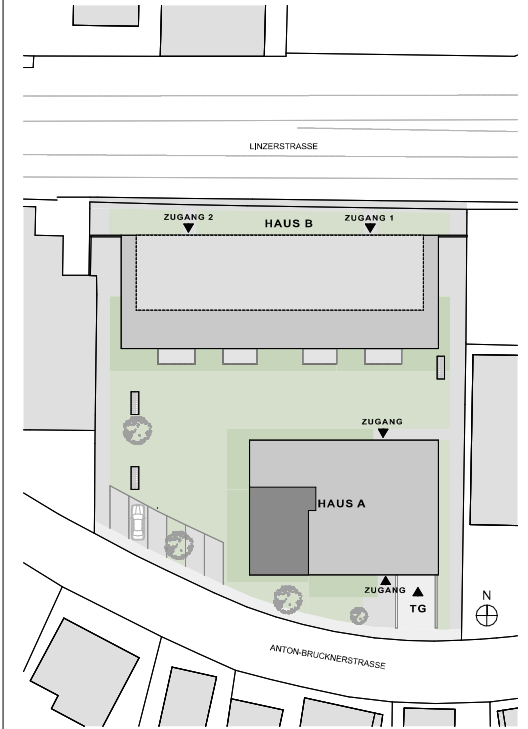 LINZERSTRASSE
ZUGANG 2
HAUS B
ZUGANG 1
ZUGANG
HAUS A
ZUGANG
TG
N
ANTON-BRUCKNERSTRASSE